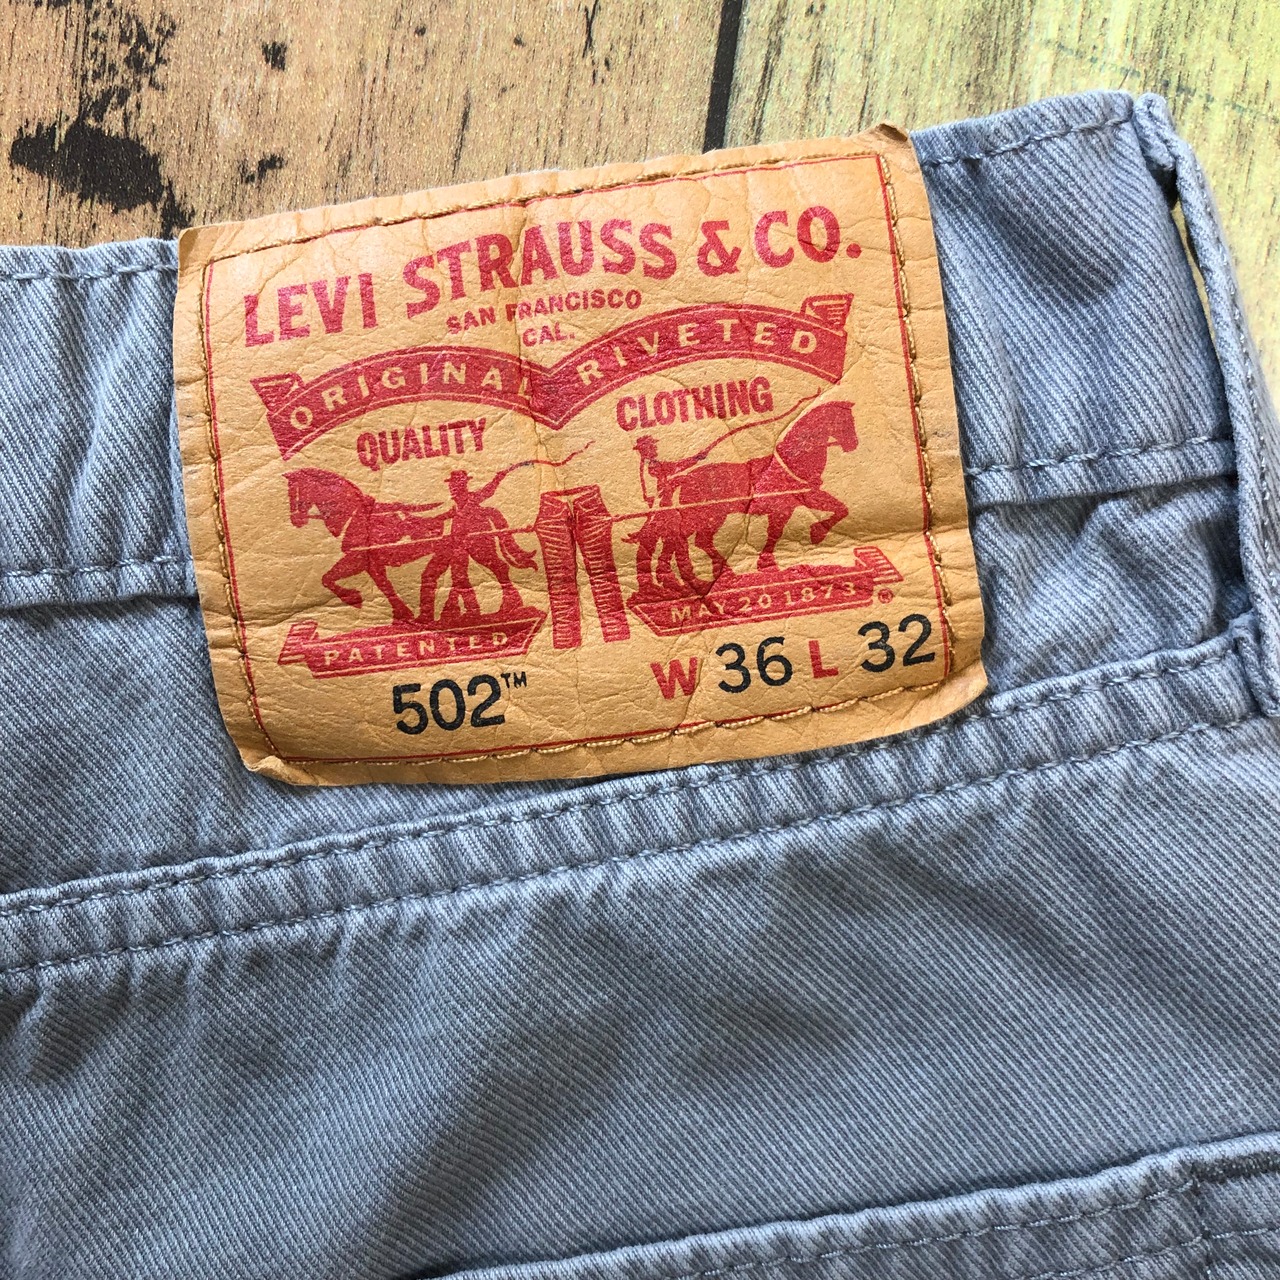 LEVI STRAUSS & CO.
SAN FRANCISCO
CAL.
ORIGINAL RIVETED
QUALITY CLOTHING
PATENTED MAY 20 1873 ®
502™ W 36 L 32